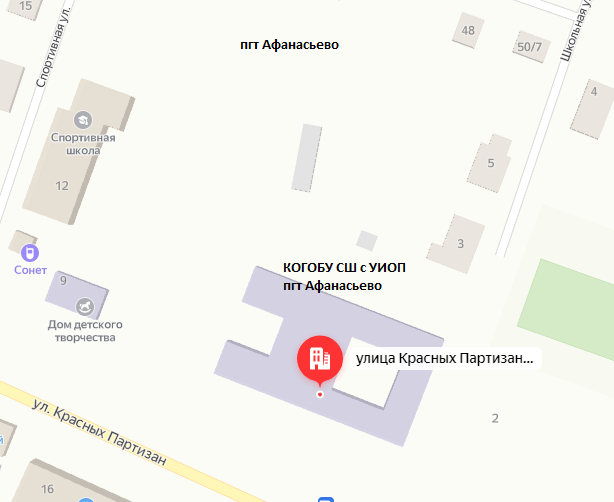 15
Спортивная ул.
пгт Афанасьево
48
50/7
Школьная у
4
Спортивная
школа
12
5
3
Сонет
КОГОБУ СШ с УИОП
пгт Афанасьево
9
Дом детского
творчества
улица Красных Партизан...
ул. Красных Партизан
2
й
16